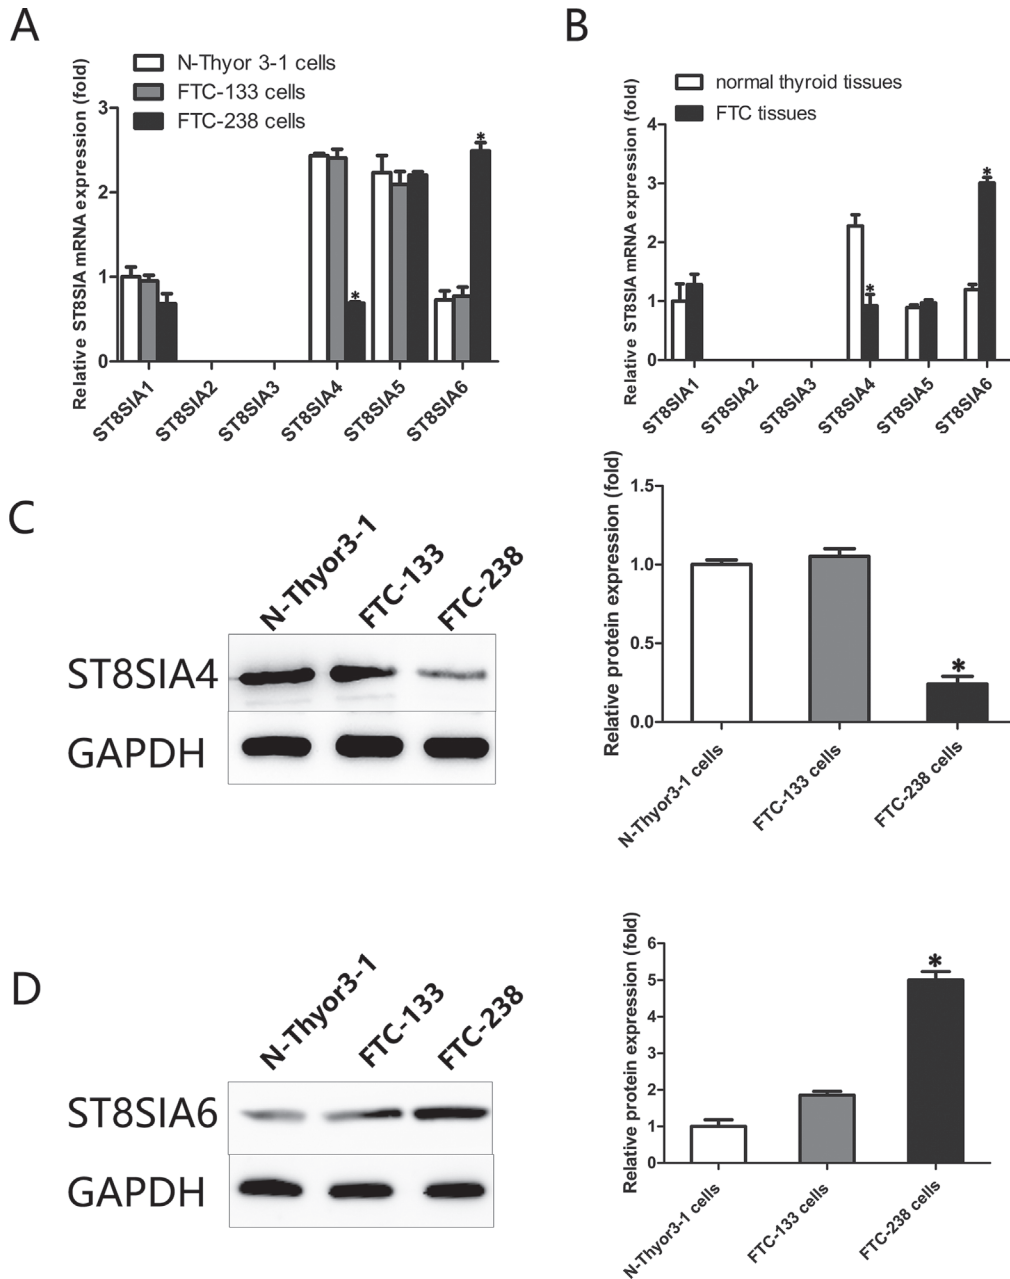 A
N-Thyor 3-1 cells
FTC-133 cells
FTC-238 cells
Relative ST8SIA mRNA expression (fold)
3
2
1
0
*
*
ST8SIA1
ST8SIA2
ST8SIA3
ST8SIA4
ST8SIA5
ST8SIA6
B
normal thyroid tissues
FTC tissues
Relative ST8SIA mRNA expression (fold)
4
3
2
1
0
*
*
ST8SIA1
ST8SIA2
ST8SIA3
ST8SIA4
ST8SIA5
ST8SIA6
C
N-Thyor3-1
FTC-133
FTC-238
ST8SIA4
GAPDH
Relative protein expression (fold)
1.5
1.0
0.5
0.0
*
N-Thyor3-1 cells
FTC-133 cells
FTC-238 cells
D
N-Thyor3-1
FTC-133
FTC-238
ST8SIA6
GAPDH
Relative protein expression (fold)
6
5
4
3
2
1
0
*
N-Thyor3-1 cells
FTC-133 cells
FTC-238 cells